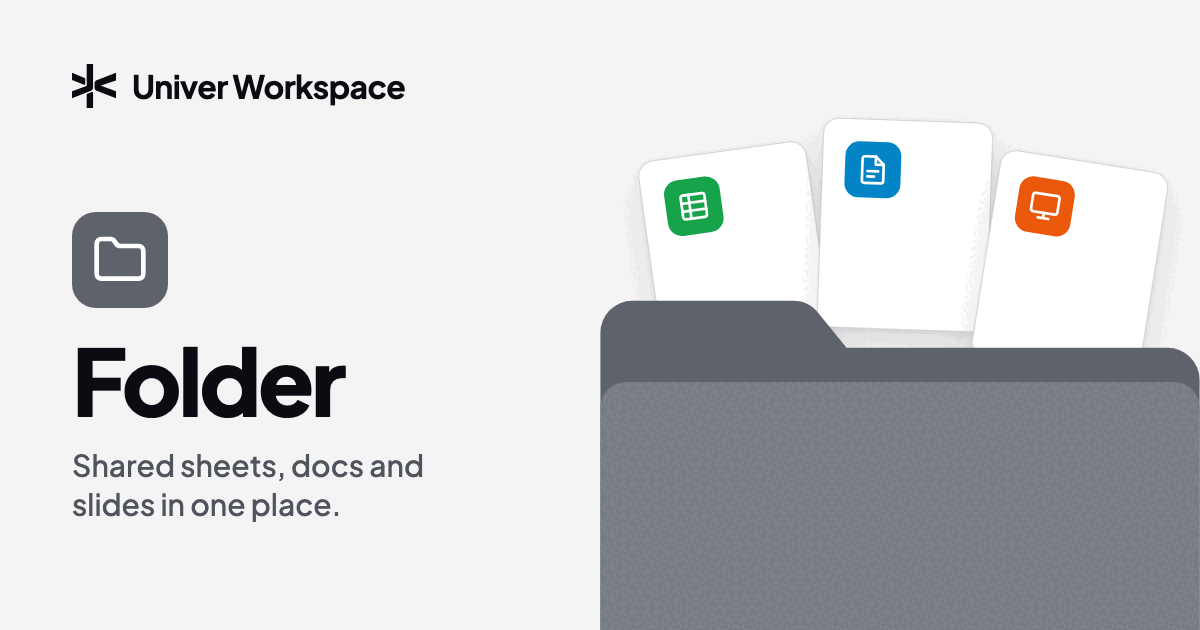 Univer Workspace
Folder
Shared sheets, docs and
slides in one place.